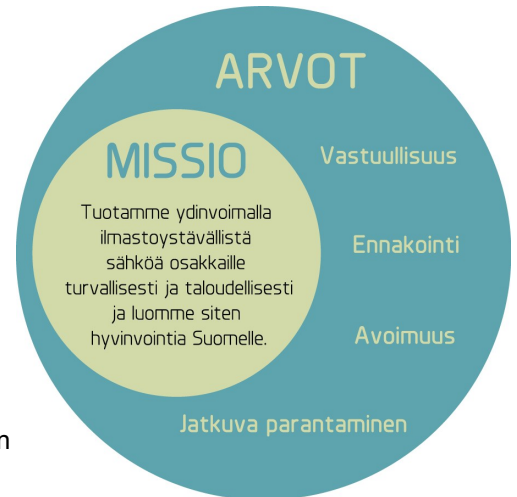 ARVOT
MISSIO
Tuotamme ydinvoimalla
ilmastoystävällistä
sähköä osakkaille
turvallisesti ja taloudellisesti
ja luomme siten
hyvinvointia Suomelle.
Vastuullisuus
Ennakointi
Avoimuus
Jatkuva parantaminen